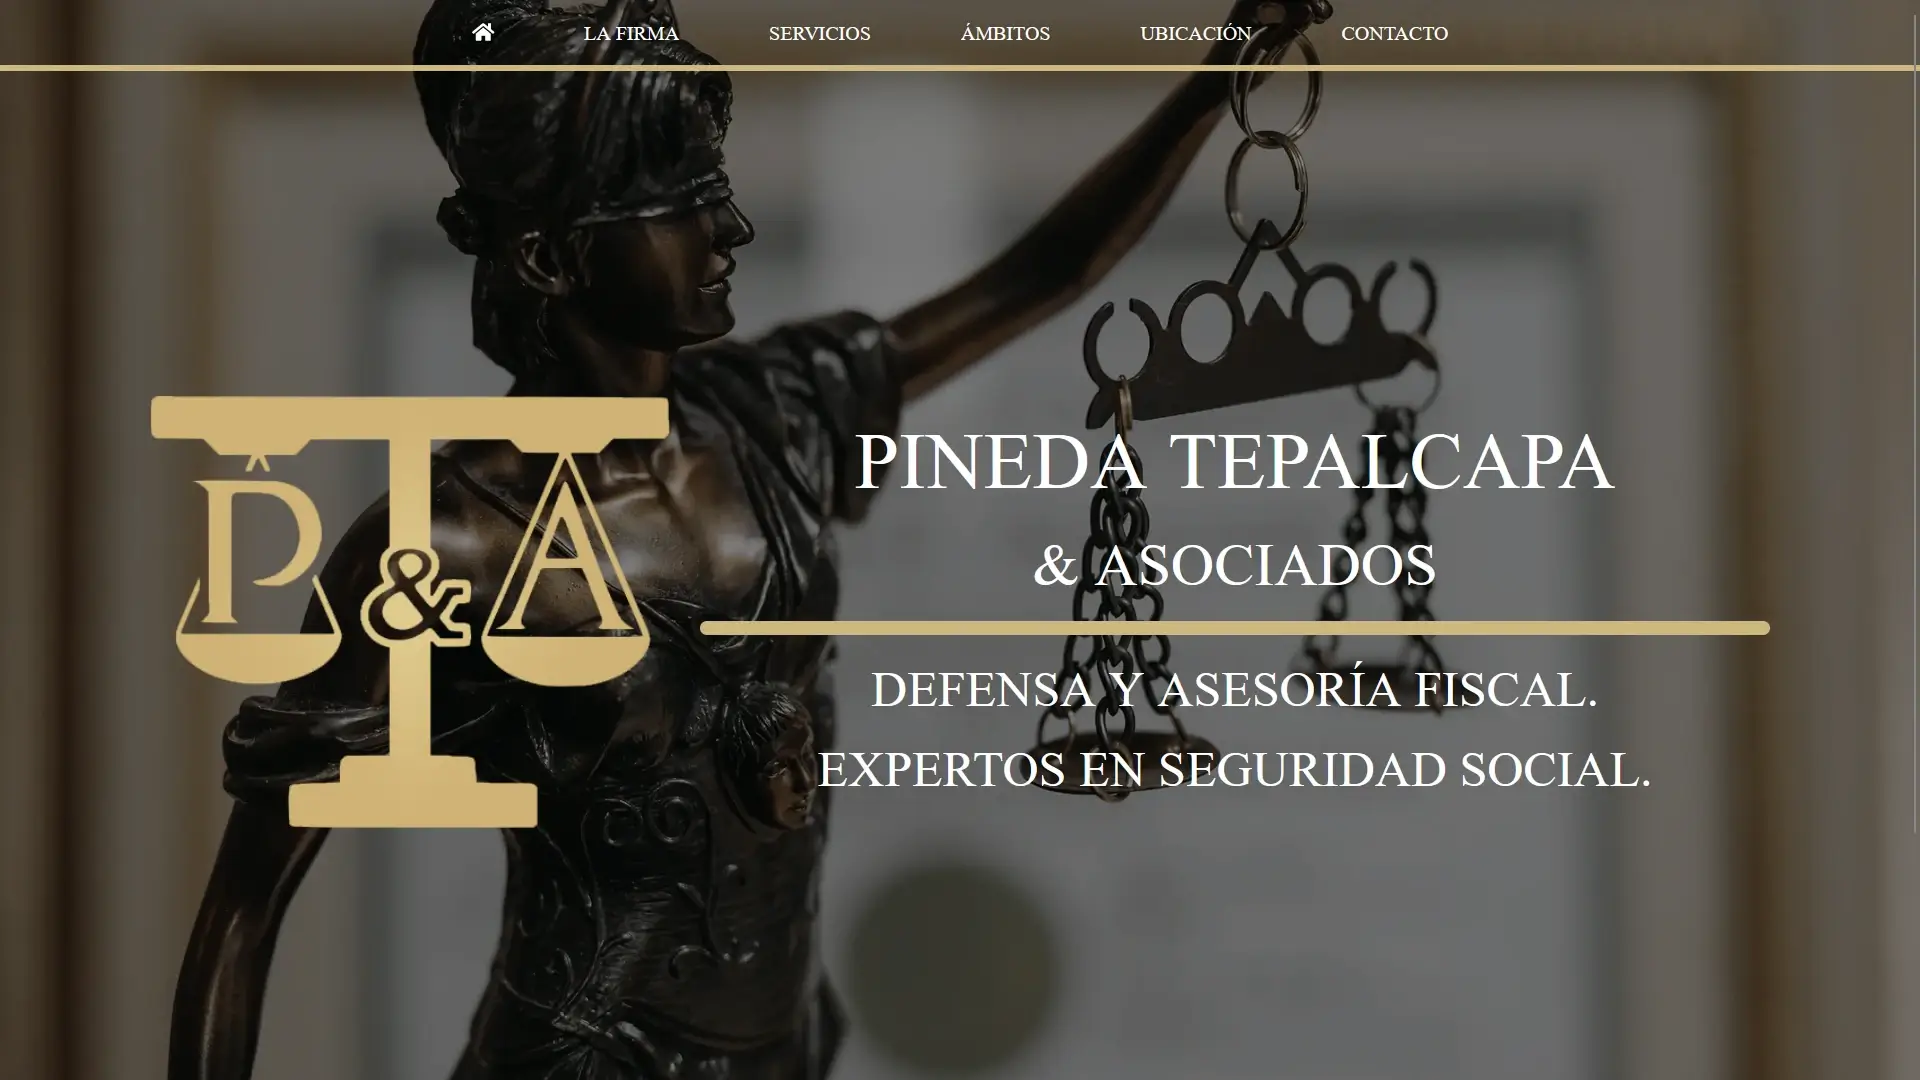 LA FIRMA SERVICIOS ÁMBITOS UBICACIÓN CONTACTO
P&A
PINEDA TEPALCAPA
& ASOCIADOS
DEFENSA Y ASESORÍA FISCAL.
EXPERTOS EN SEGURIDAD SOCIAL.